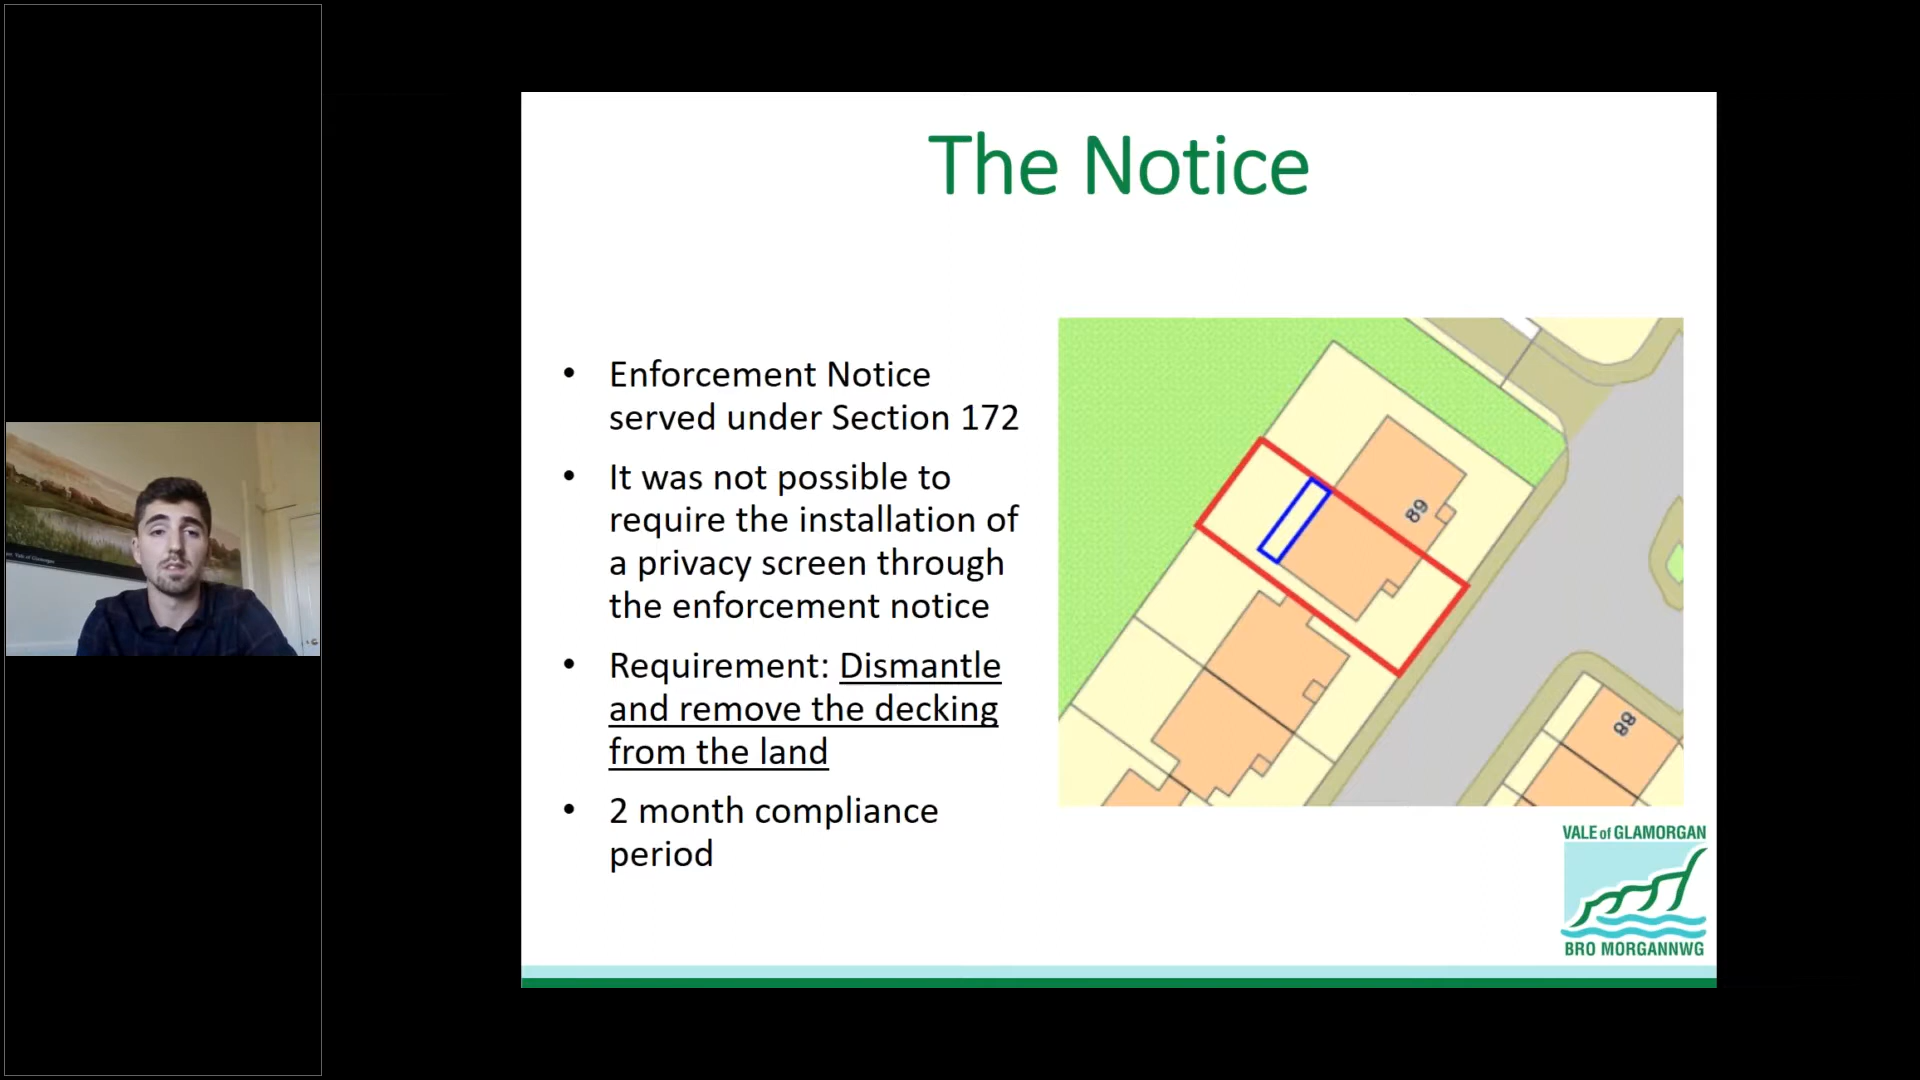 The Notice
• Enforcement Notice
served under Section 172
• It was not possible to
require the installation of
a privacy screen through
the enforcement notice
• Requirement: Dismantle
and remove the decking
from the land
• 2 month compliance
period
89
88
VALE of GLAMORGAN
BRO MORGANNWG